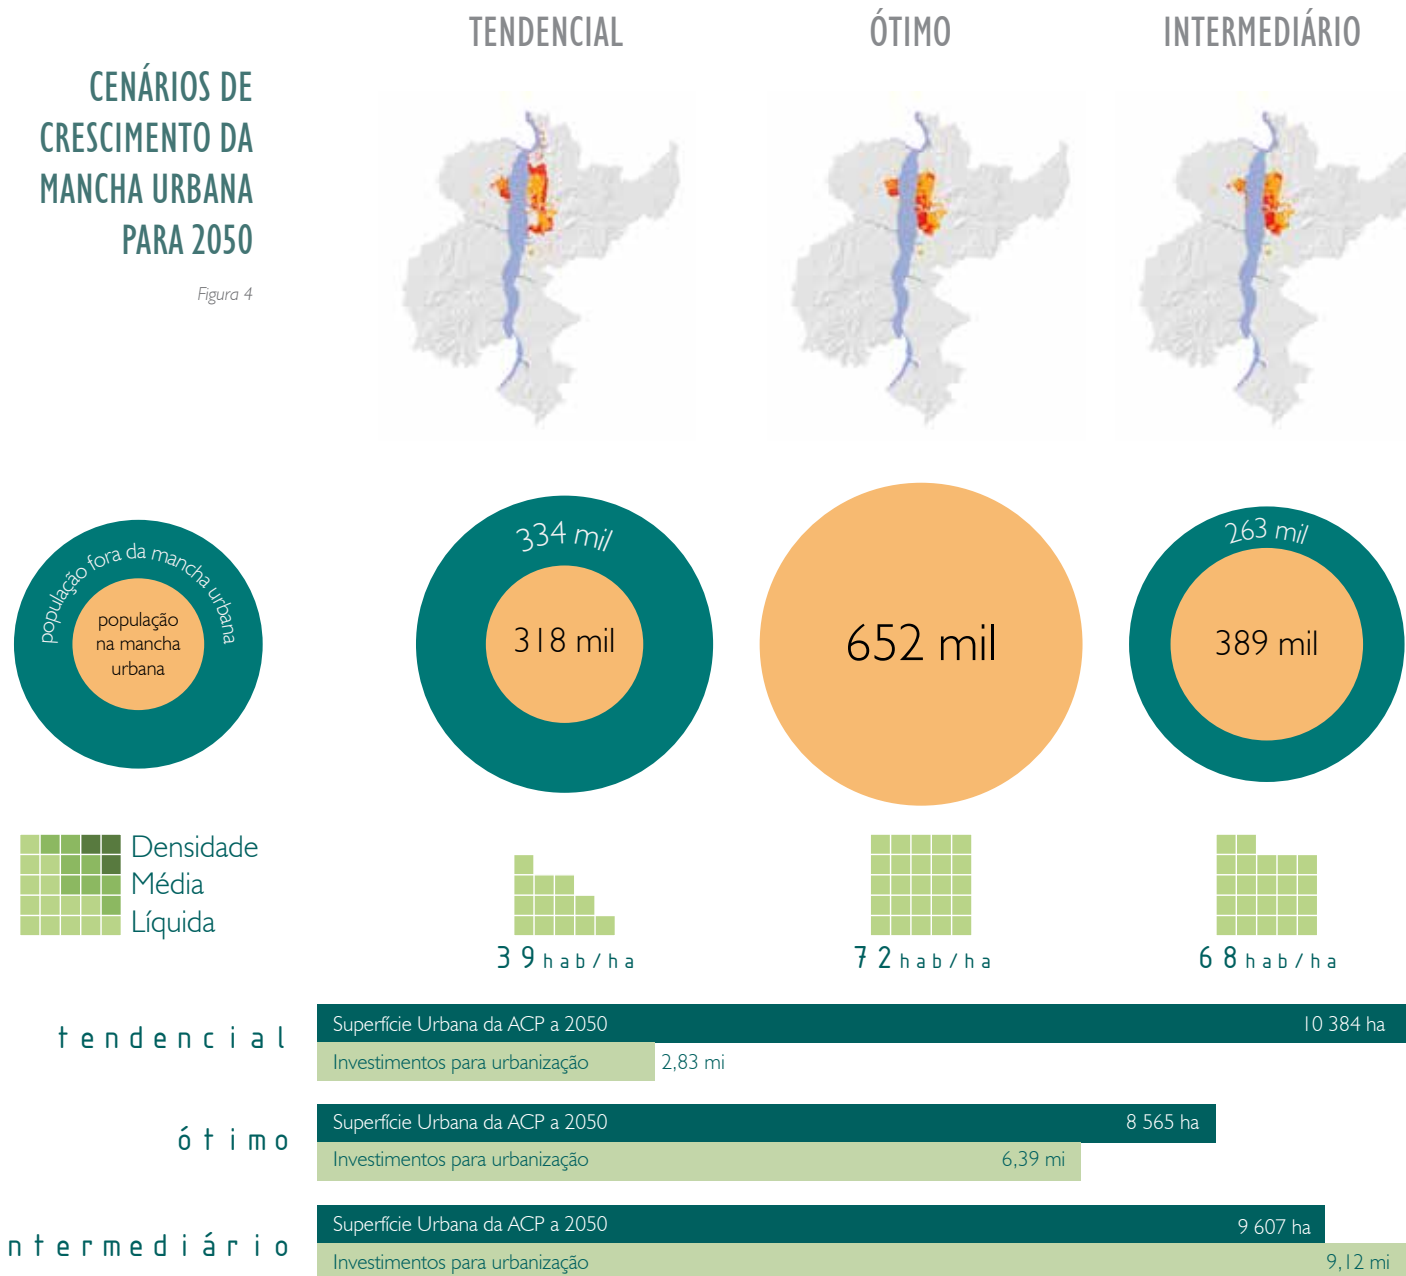 TENDENCIAL
ÓTIMO
INTERMEDIÁRIO
CENÁRIOS DE
CRESCIMENTO DA
MANCHA URBANA
PARA 2050
Figura 4
população fora da mancha urbana
população
na mancha
urbana
334 mil
318 mil
652 mil
263 mil
389 mil
Densidade
Média
Líquida
39 hab/ha
72 hab/ha
68 hab/ha
tendencial
Superfície Urbana da ACP a 2050
10 384 ha
Investimentos para urbanização
2,83 mi
ótimo
Superfície Urbana da ACP a 2050
8 565 ha
Investimentos para urbanização
6,39 mi
ntermediário
Superfície Urbana da ACP a 2050
9 607 ha
Investimentos para urbanização
9,12 mi